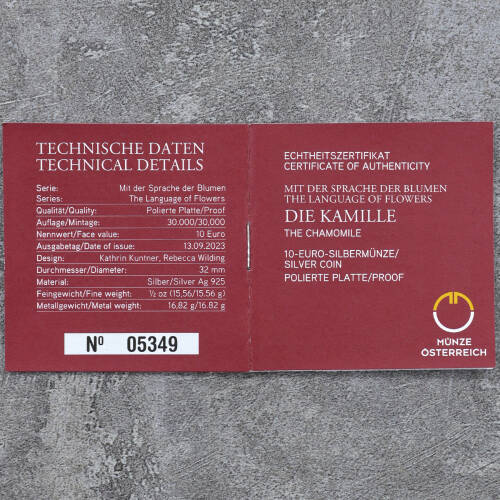 TECHNISCHE DATEN
TECHNICAL DETAILS
Serie: Mit der Sprache der Blumen
Series: The Language of Flowers
Qualität/Quality: Polierte Platte/Proof
Auflage/Mintage: 30.000/30,000
Nennwert/Face value: 10 Euro
Ausgabetag/Date of issue: 13.09.2023
Design: Kathrin Kuntner, Rebecca Wilding
Durchmesser/Diameter: 32 mm
Material: Silber/Silver Ag 925
Feingewicht/Fine weight: ½ oz (15,56/15.56 g)
Metallgewicht/Metal weight: 16,82 g/16.82 g
Nº 05349
ECHTHEITSZERTIFIKAT
CERTIFICATE OF AUTHENTICITY
MIT DER SPRACHE DER BLUMEN
THE LANGUAGE OF FLOWERS
DIE KAMILLE
THE CHAMOMILE
10-EURO-SILBERMÜNZE/
SILVER COIN
POLIERTE PLATTE/PROOF
MÜNZE
ÖSTERREICH